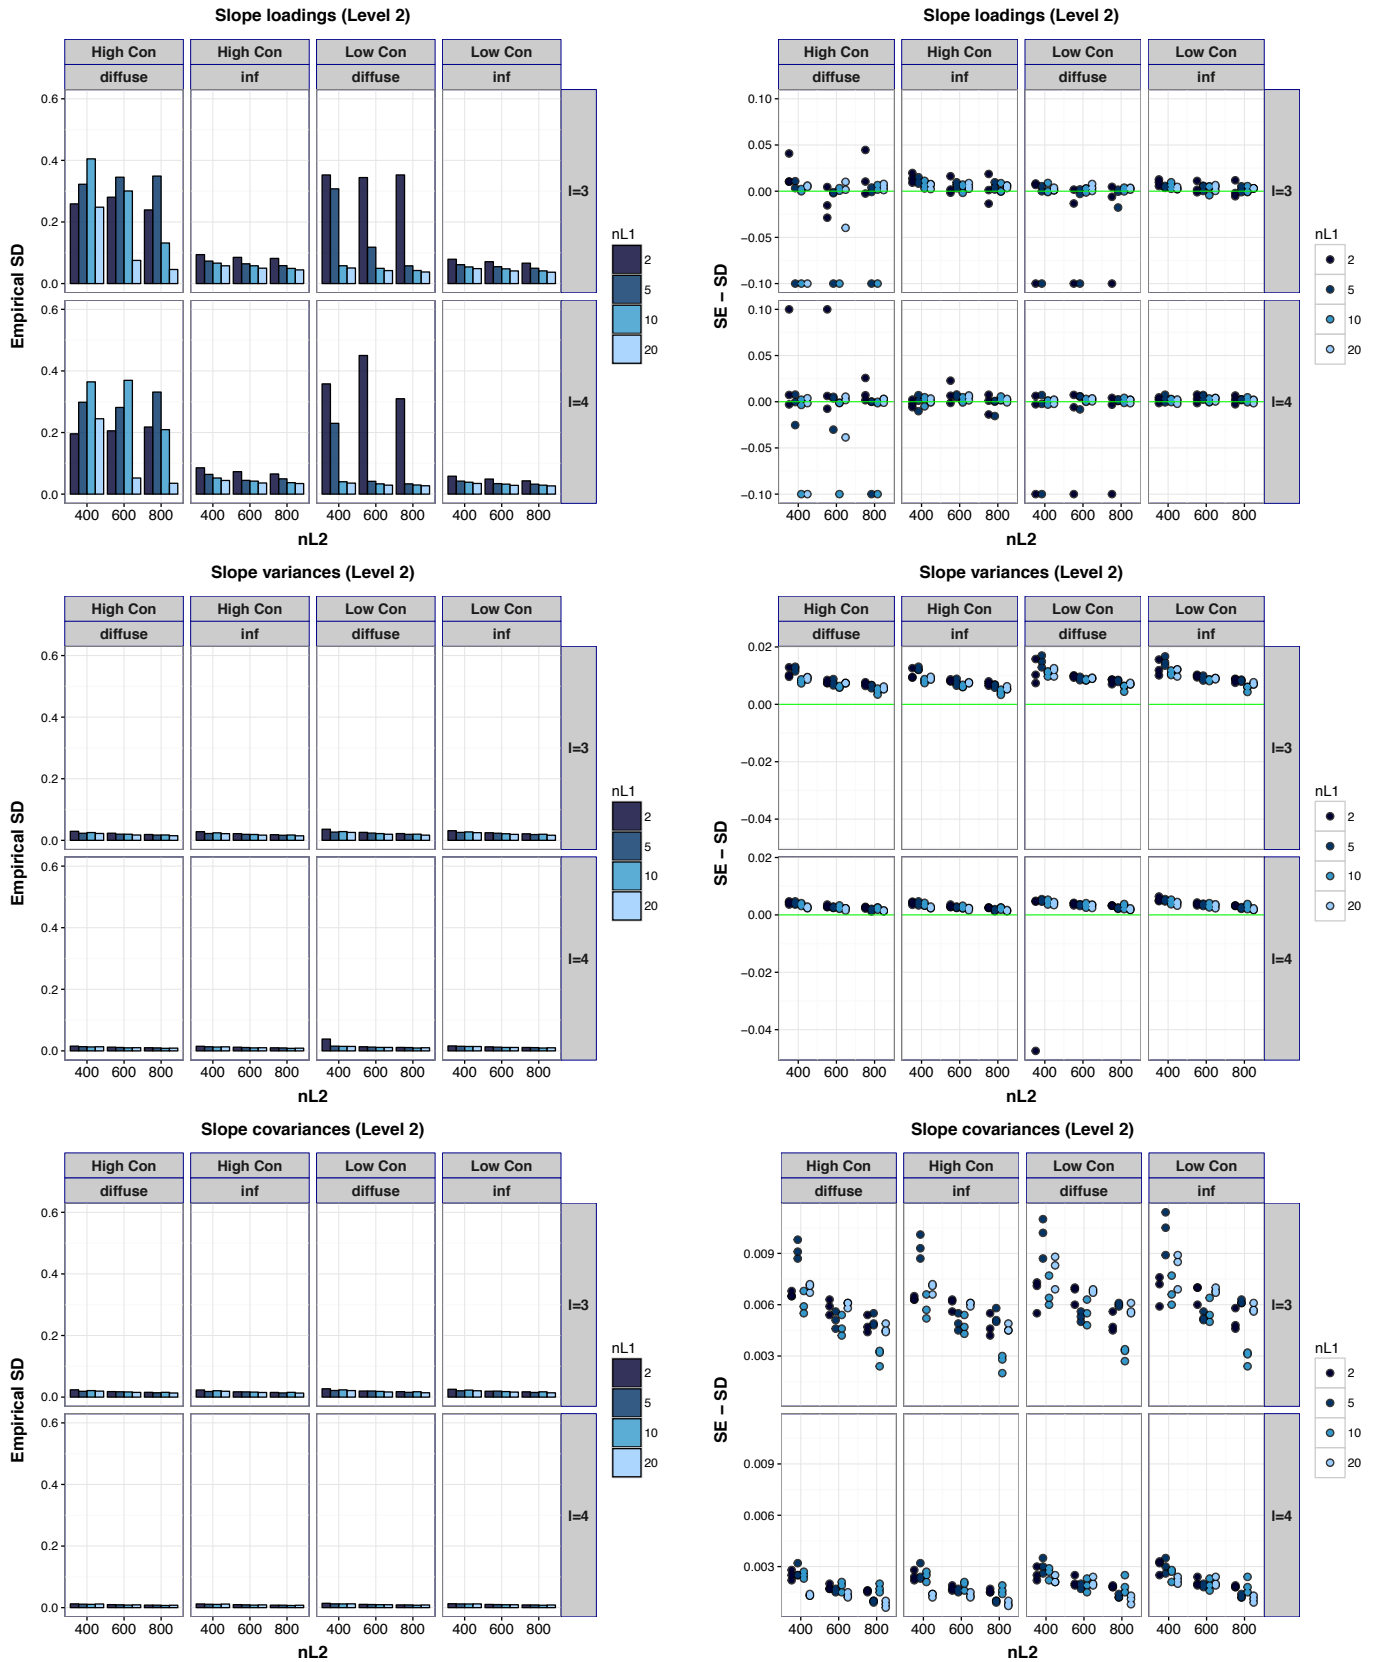 Slope loadings (Level 2)
High Con High Con Low Con Low Con
diffuse inf diffuse inf
0.6
0.4
0.2
0.0
l=3
0.6
0.4
0.2
0.0
l=4
Empirical SD
Empirical SD
400 600 800 400 600 800 400 600 800 400 600 800
nL2
nL1
2
5
10
20
Slope loadings (Level 2)
High Con High Con Low Con Low Con
diffuse inf diffuse inf
0.10
0.05
0.00
−0.05
−0.10
l=3
0.10
0.05
0.00
−0.05
−0.10
l=4
SE − SD
400 600 800 400 600 800 400 600 800 400 600 800
nL2
nL1
2
5
10
20
Slope variances (Level 2)
High Con High Con Low Con Low Con
diffuse inf diffuse inf
0.6
0.4
0.2
0.0
l=3
0.6
0.4
0.2
0.0
l=4
Empirical SD
Empirical SD
400 600 800 400 600 800 400 600 800 400 600 800
nL2
nL1
2
5
10
20
Slope variances (Level 2)
High Con High Con Low Con Low Con
diffuse inf diffuse inf
0.02
0.00
−0.02
−0.04
l=3
0.02
0.00
−0.02
−0.04
l=4
SE − SD
400 600 800 400 600 800 400 600 800 400 600 800
nL2
nL1
2
5
10
20
Slope covariances (Level 2)
High Con High Con Low Con Low Con
diffuse inf diffuse inf
0.6
0.4
0.2
0.0
l=3
0.6
0.4
0.2
0.0
l=4
Empirical SD
Empirical SD
400 600 800 400 600 800 400 600 800 400 600 800
nL2
nL1
2
5
10
20
Slope covariances (Level 2)
High Con High Con Low Con Low Con
diffuse inf diffuse inf
0.009
0.006
0.003
l=3
0.009
0.006
0.003
l=4
SE − SD
400 600 800 400 600 800 400 600 800 400 600 800
nL2
nL1
2
5
10
20